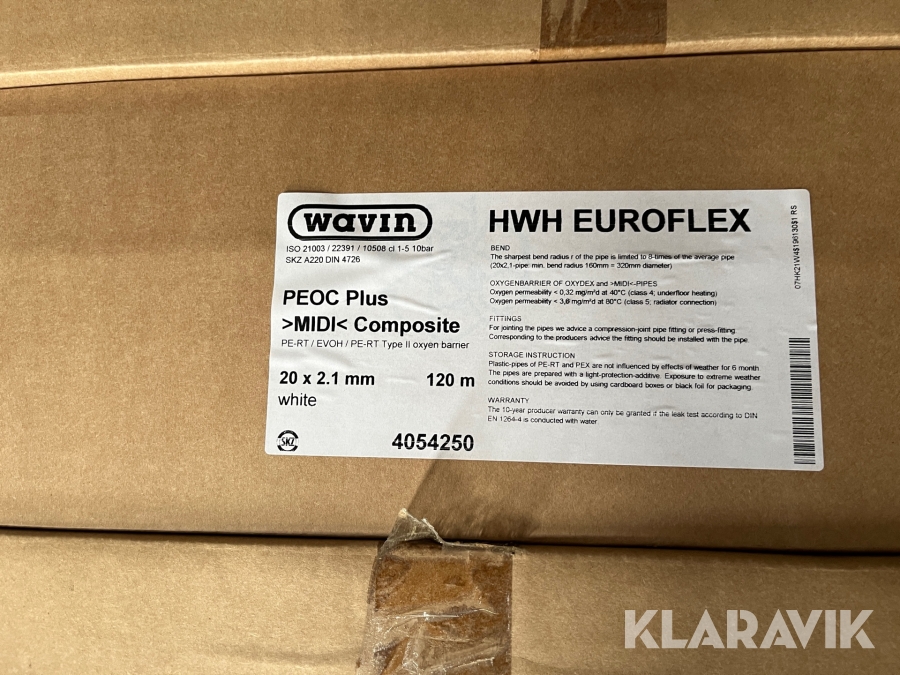 wavin
ISO 21003 / 22391 / 10508 cl 1-5 10bar
SKZ A220 DIN 4726
PEOC Plus
>MIDI< Composite
PE-RT / EVOH / PE-RT Type II oxyen barrier
20 x 2.1 mm 120 m
white
SKZ
4054250
HWH EUROFLEX
BEND
The sharpest bend radius r of the pipe is limited to 8-times of the average pipe
(20x2,1-pipe: min. bend radius 160mm = 320mm diameter)
OXYGENBARRIER OF OXYDEX and >MIDI<-PIPES
Oxygen permeability < 0,32 mg/m²d at 40°C (class 4; underfloor heating)
Oxygen permeability < 3,6 mg/m²d at 80°C (class 5; radiator connection)
FITTINGS
For jointing the pipes we advice a compression-joint pipe fitting or press-fitting.
Corresponding to the producers advice the fitting should be installed with the pipe
STORAGE INSTRUCTION
Plastic-pipes of PE-RT and PEX are not influenced by effects of weather for 6 month
The pipes are prepared with a light-protection-additive. Exposure to extreme weather
conditions should be avoided by using cardboard boxes or black foil for packaging.
WARRANTY
The 10-year producer warranty can only be granted if the leak test according to DIN
EN 1264-4 is conducted with water
KLARAVIK